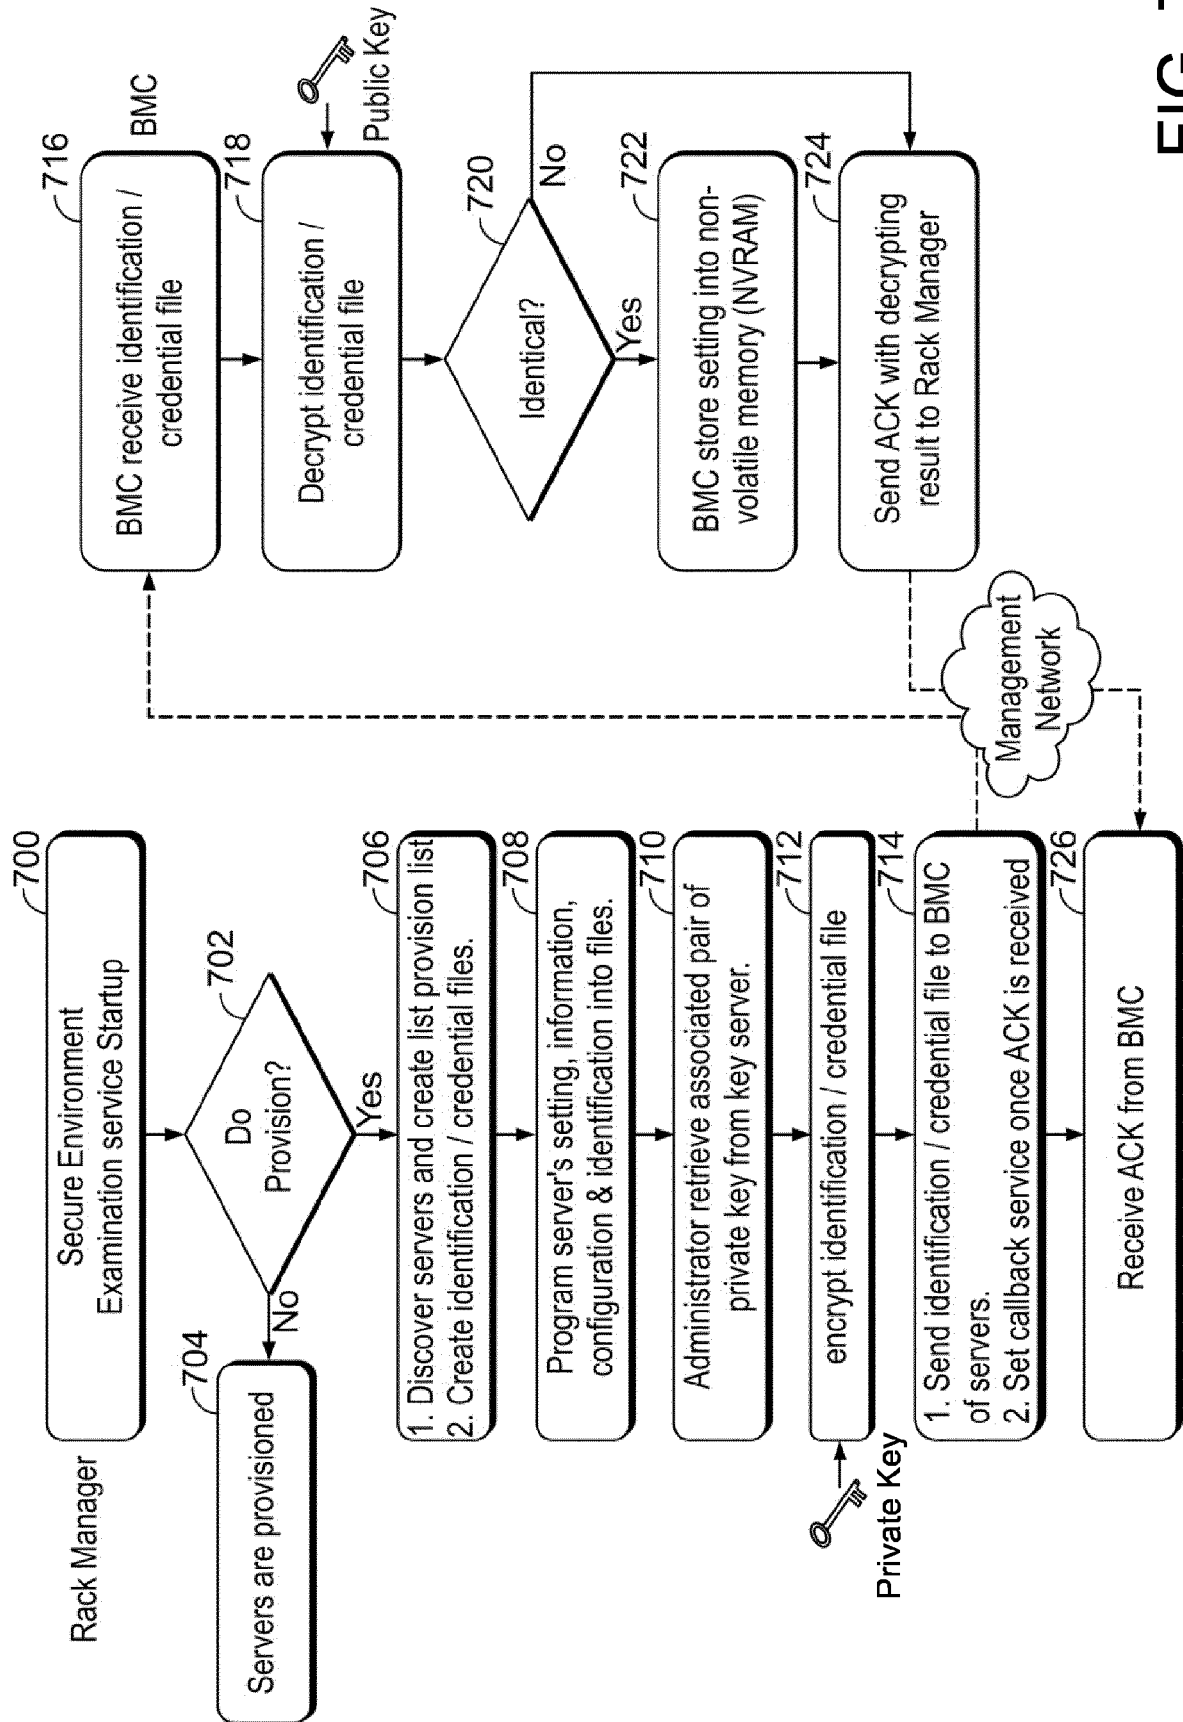 Rack Manager
700
Secure Environment
Examination service Startup
702
Do
Provision?
No
Yes
704
Servers are provisioned
706
1. Discover servers and create list provision list
2. Create identification / credential files.
708
Program server's setting, information,
configuration & identification into files.
710
Administrator retrieve associated pair of
private key from key server.
712
encrypt identification / credential file
Private Key
714
1. Send identification / credential file to BMC
of servers.
2. Set callback service once ACK is received
726
Receive ACK from BMC
Management
Network
BMC
716
BMC receive identification /
credential file
718
Decrypt identification /
credential file
Public Key
720
Identical?
No
Yes
722
BMC store setting into non-
volatile memory (NVRAM)
724
Send ACK with decrypting
result to Rack Manager
FIG.